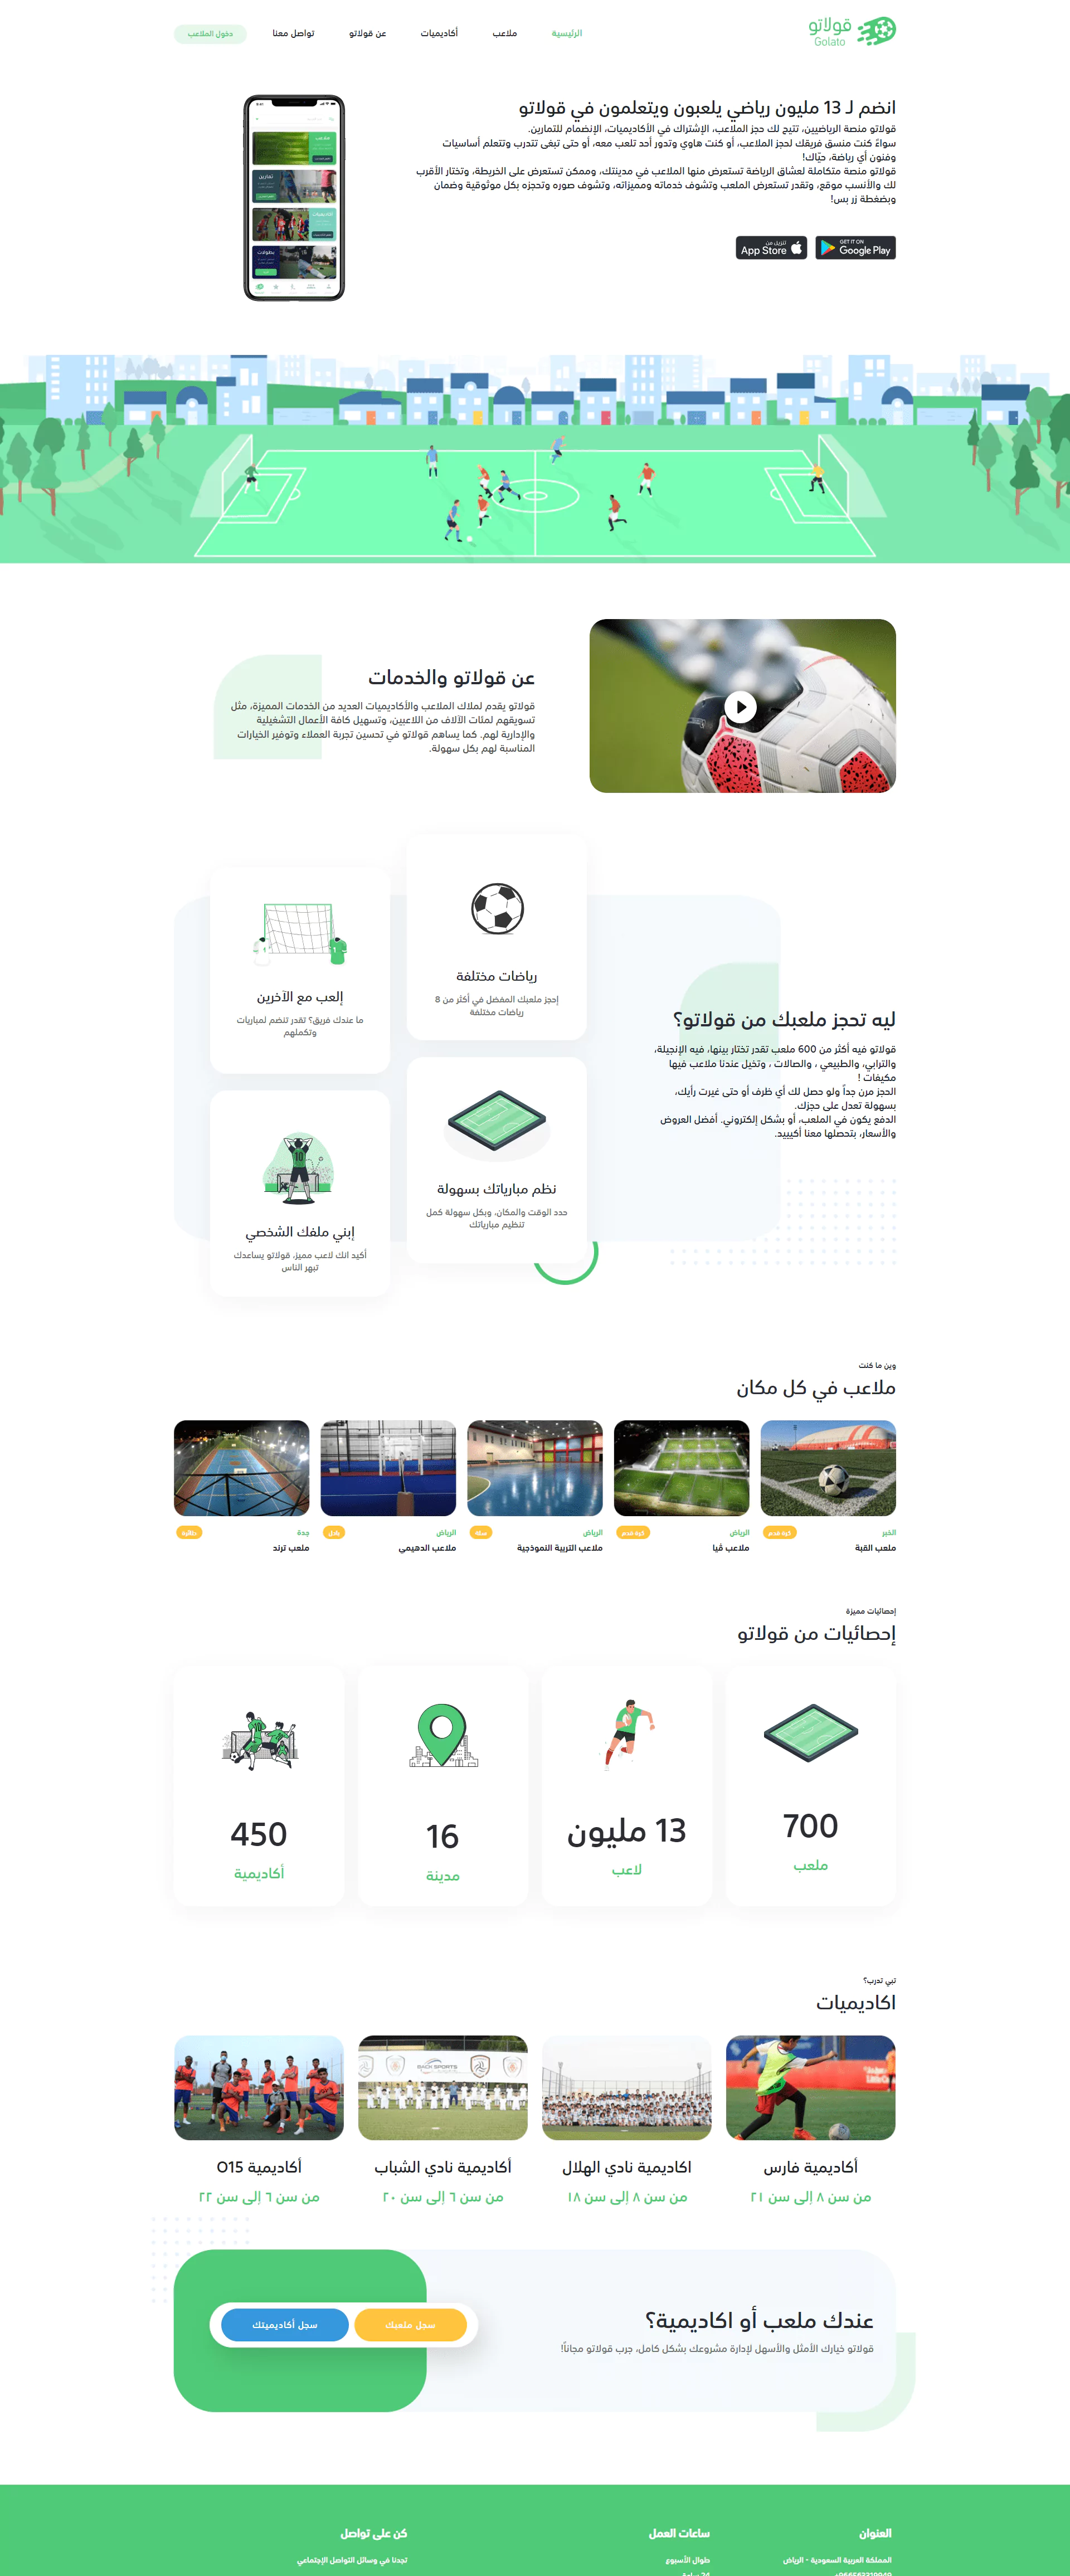 قولاتو
Golato
الرئيسية
ملاعب
أكاديميات
عن قولاتو
تواصل معنا
دخول الملاعب
انضم لـ 13 مليون رياضي يلعبون ويتعلمون في قولاتو
قولاتو منصة الرياضيين، تتيح لك حجز الملاعب، الإشتراك في الأكاديميات، الإنضمام للتمارين.
سواءً كنت منسق فريقك لحجز الملاعب، أو كنت هاوي وتدور أحد تلعب معه، أو حتى تبغى تتدرب وتتعلم أساسيات
وفنون أي رياضة، حيّاك!
قولاتو منصة متكاملة لعشاق الرياضة تستعرض منها الملاعب في مدينتك، وممكن تستعرض على الخريطة، وتختار الأقرب
لك والأنسب موقع، وتقدر تستعرض الملعب وتشوف خدماته ومميزاته، وتشوف صوره وتحجزه بكل موثوقية وضمان
وبضغطة زر بس!
GET IT ON
Google Play
تنزيل من
App Store
ملاعب
تمارين
اكاديميات
بطولات
عن قولاتو والخدمات
قولاتو يقدم لملاك الملاعب والأكاديميات العديد من الخدمات المميزة، مثل
تسويقهم لمئات الآلاف من اللاعبين، وتسهيل كافة الأعمال التشغيلية
والإدارية لهم. كما يساهم قولاتو في تحسين تجربة العملاء وتوفير الخيارات
المناسبة لهم بكل سهولة.
رياضات مختلفة
إحجز ملعبك المفضل في أكثر من 8
رياضات مختلفة
إلعب مع الآخرين
ما عندك فريق؟ تقدر تنضم لمباريات
وتكملهم
ليه تحجز ملعبك من قولاتو؟
قولاتو فيه أكثر من 600 ملعب تقدر تختار بينها، فيه الإنجيلة،
والترابي، والطبيعي ، والصالات ، وتخيل عندنا ملاعب فيها
مكيفات !
الحجز مرن جداً ولو حصل لك أي ظرف أو حتى غيرت رأيك،
بسهولة تعدل على حجزك.
الدفع يكون في الملعب، أو بشكل إلكتروني. أفضل العروض
والأسعار، بتحصلها معنا أكيييد.
نظم مبارياتك بسهولة
حدد الوقت والمكان، وبكل سهولة كمل
تنظيم مبارياتك
10
إبني ملفك الشخصي
أكيد انك لاعب مميز، قولاتو يساعدك
تبهر الناس
وين ما كنت
ملاعب في كل مكان
الخبر
كرة قدم
ملعب القبة
الرياض
كرة قدم
ملاعب ڤيا
الرياض
سلة
ملاعب التربية النموذجية
الرياض
بادل
ملاعب الدهيمي
جدة
طائرة
ملعب ترند
إحصائيات مميزة
إحصائيات من قولاتو
700
ملعب
13 مليون
لاعب
16
مدينة
450
أكاديمية
تبي تدرب؟
اكاديميات
BACK SPORTS
أكاديمية فارس
من سن ٨ إلى سن ٢١
اكاديمية نادي الهلال
من سن ٨ إلى سن ١٨
أكاديمية نادي الشباب
من سن ٦ إلى سن ٢٠
أكاديمية O15
من سن ٦ إلى سن ٢٢
عندك ملعب أو اكاديمية؟
قولاتو خيارك الأمثل والأسهل لإدارة مشروعك بشكل كامل، جرب قولاتو مجاناً!
سجل ملعبك
سجل أكاديميتك
العنوان
المملكة العربية السعودية - الرياض
ساعات العمل
طوال الأسبوع
24 ساعة
كن على تواصل
تجدنا في وسائل التواصل الإجتماعي